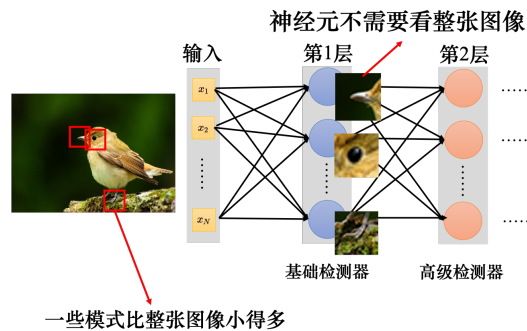 神经元不需要看整张图像
输入
第1层
第2层
x₁
x₂
x_N
基础检测器
高级检测器
一些模式比整张图像小得多